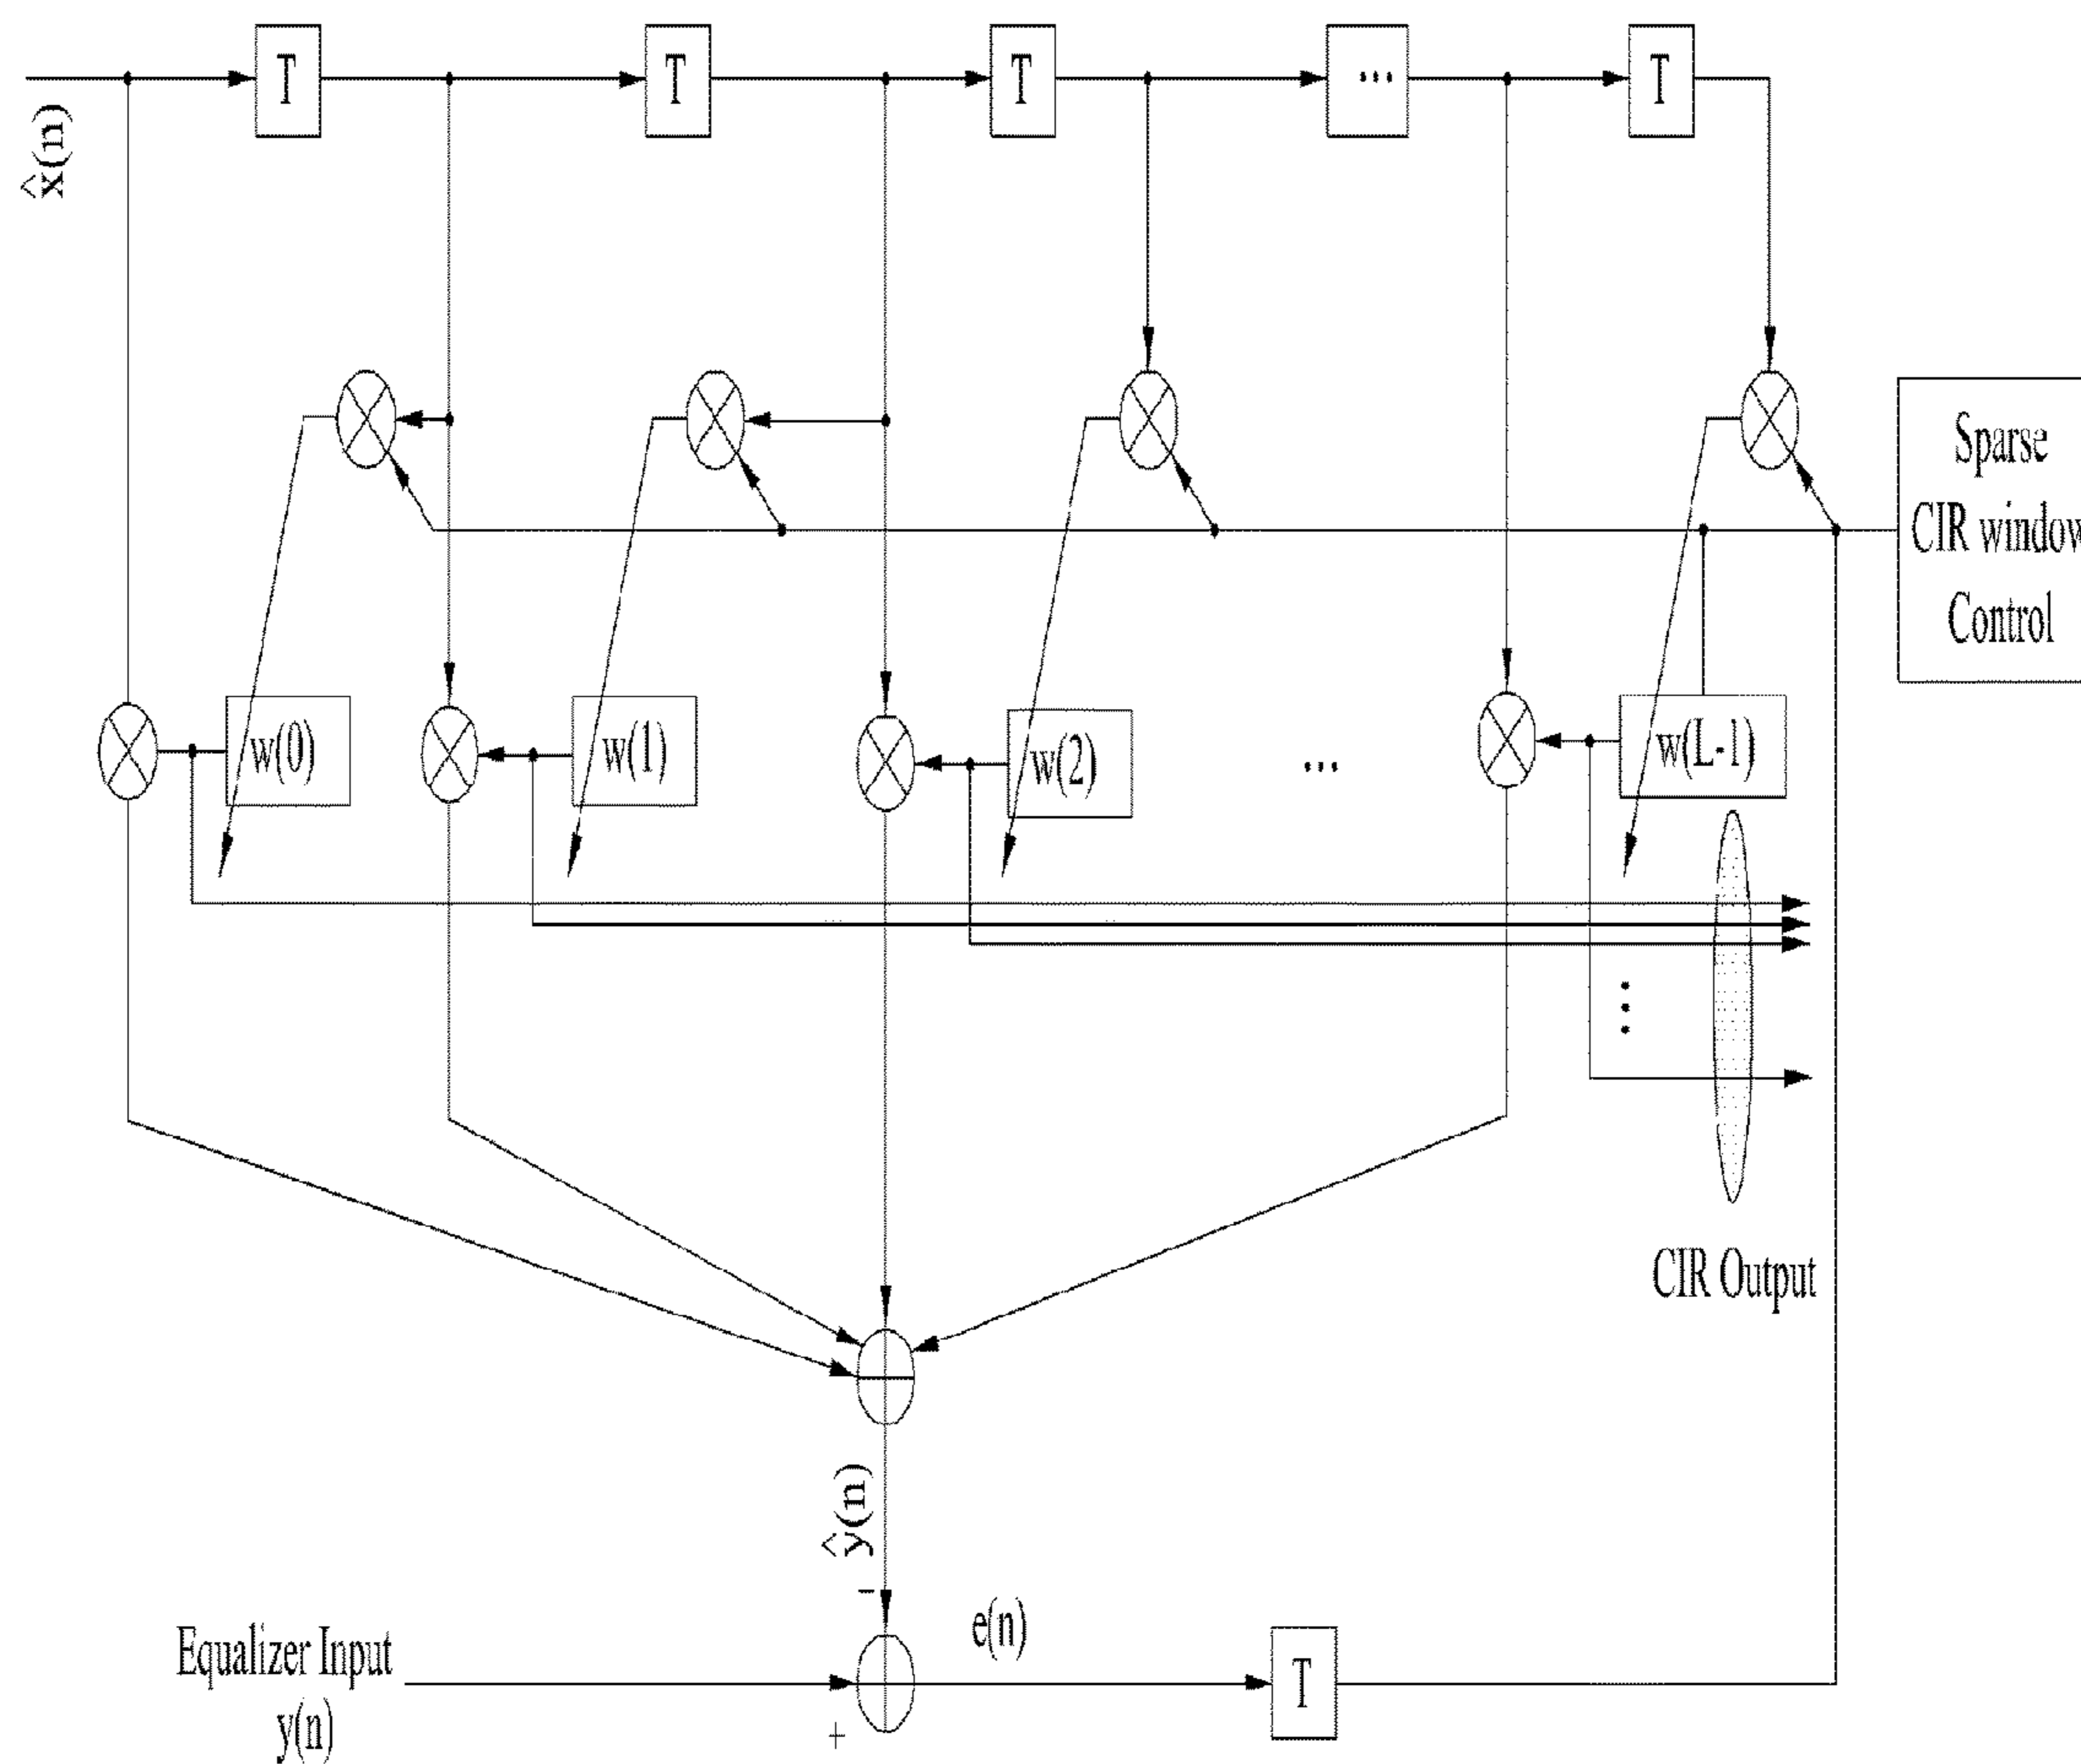 T
T
T
...
T
x̂(n)
Sparse
CIR window
Control
w(0)
w(1)
w(2)
...
w(L-1)
⋮
CIR Output
ŷ(n)
-
e(n)
Equalizer Input
y(n)
+
T